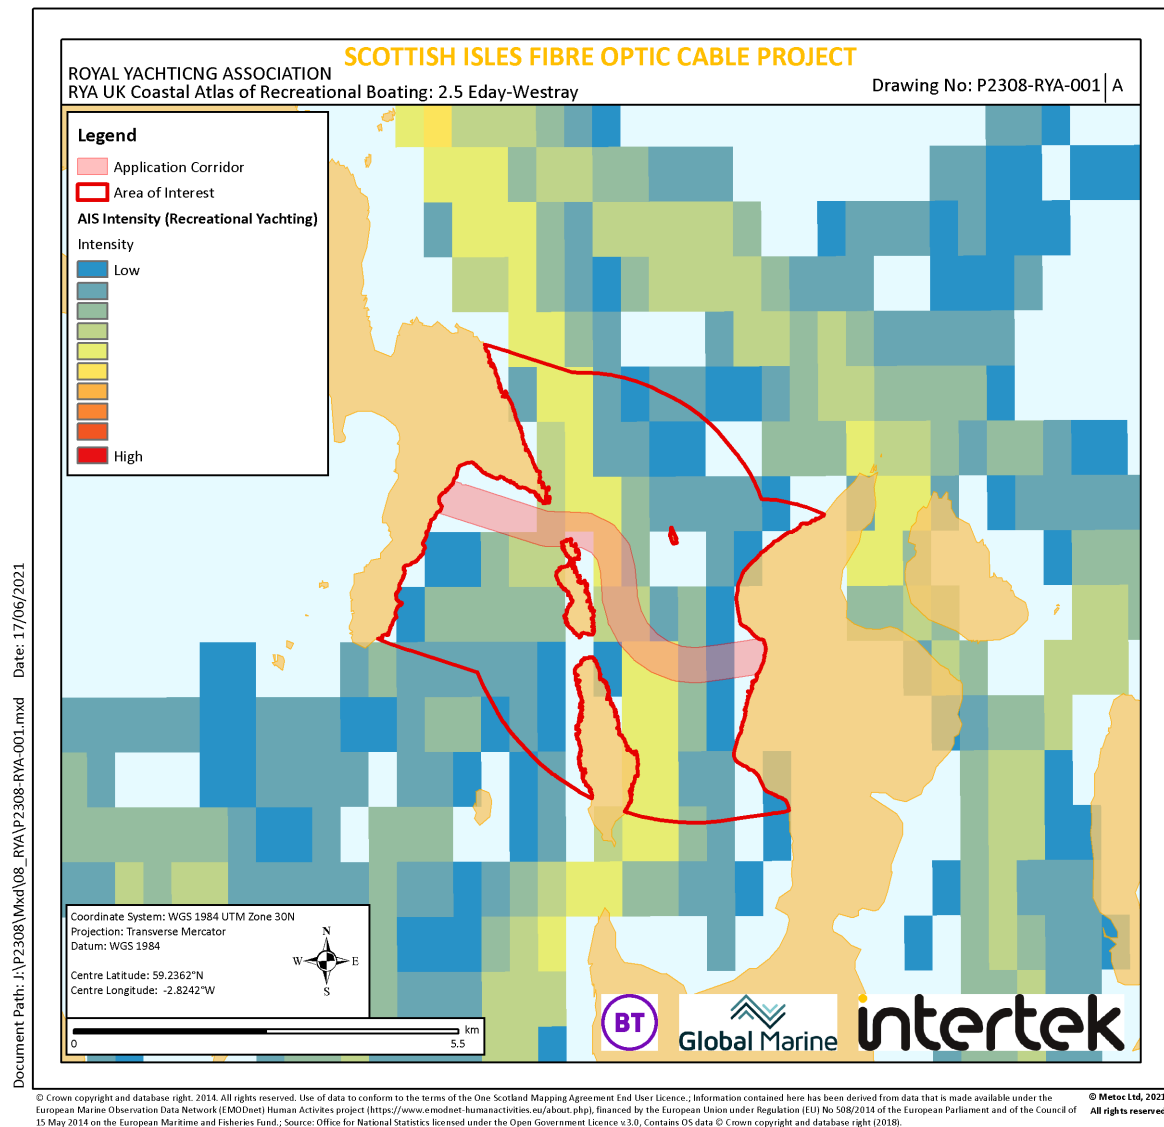 SCOTTISH ISLES FIBRE OPTIC CABLE PROJECT
ROYAL YACHTICNG ASSOCIATION
RYA UK Coastal Atlas of Recreational Boating: 2.5 Eday-Westray
Drawing No: P2308-RYA-001 A
Legend
Application Corridor
Area of Interest
AIS Intensity (Recreational Yachting)
Intensity
Low
High
Document Path: J:\P2308\Mxd\08_RYA\P2308-RYA-001.mxd Date: 17/06/2021
Coordinate System: WGS 1984 UTM Zone 30N
Projection: Transverse Mercator
Datum: WGS 1984
Centre Latitude: 59.2362°N
Centre Longitude: -2.8242°W
N
W E
S
km
0 5.5
BT
Global Marine
intertek
© Crown copyright and database right. 2014. All rights reserved. Use of data to conform to the terms of the One Scotland Mapping Agreement End User Licence.; Information contained here has been derived from data that is made available under the
European Marine Observation Data Network (EMODnet) Human Activites project (https://www.emodnet-humanactivities.eu/about.php), financed by the European Union under Regulation (EU) No 508/2014 of the European Parliament and of the Council of
15 May 2014 on the European Maritime and Fisheries Fund.; Source: Office for National Statistics licensed under the Open Government Licence v.3.0, Contains OS data © Crown copyright and database right (2018).
© Metoc Ltd, 2021
All rights reserved